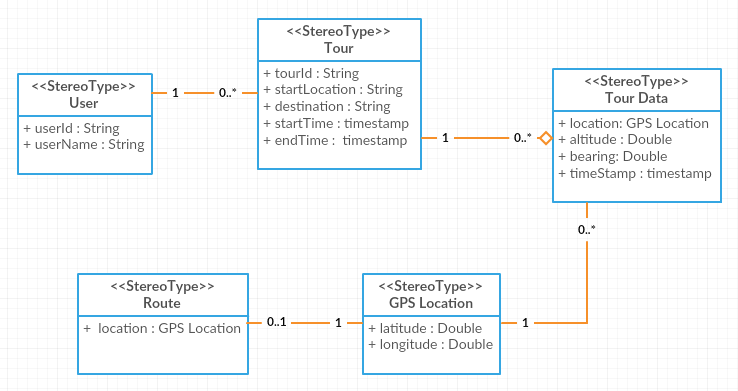 <<StereoType>>
User
+ userId : String
+ userName : String
1
0..*
<<StereoType>>
Tour
+ tourId : String
+ startLocation : String
+ destination : String
+ startTime : timestamp
+ endTime :  timestamp
1
0..*
<<StereoType>>
Tour Data
+ location: GPS Location
+ altitude : Double
+ bearing: Double
+ timeStamp : timestamp
0..*
<<StereoType>>
Route
+  location : GPS Location
0..1
1
<<StereoType>>
GPS Location
+ latitude : Double
+ longitude : Double
1